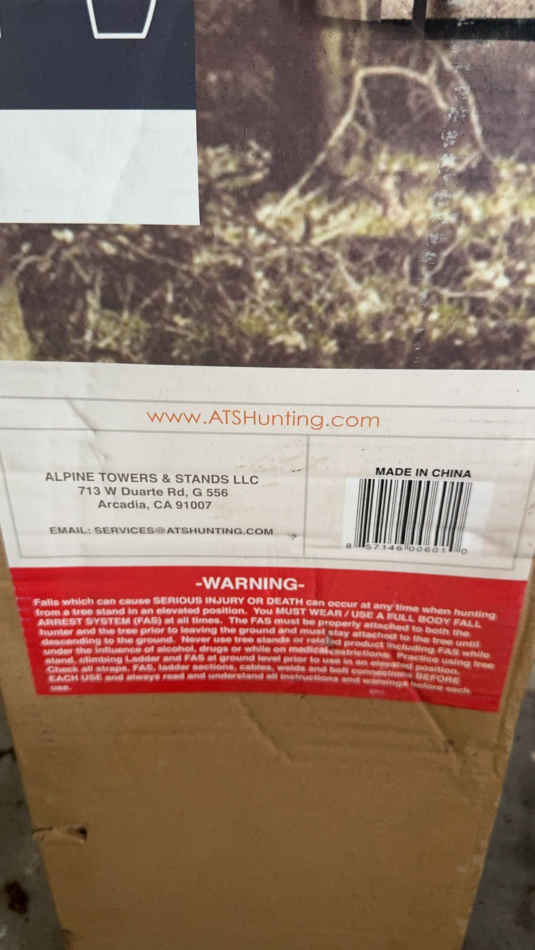 www.ATSHunting.com
ALPINE TOWERS & STANDS LLC
713 W Duarte Rd, G 556
Arcadia, CA 91007
EMAIL: SERVICES@ATSHUNTING.COM
MADE IN CHINA
8 57146 00601 0
-WARNING-
Falls which can cause SERIOUS INJURY OR DEATH can occur at any time when hunting
from a tree stand in an elevated position. You MUST WEAR / USE A FULL BODY FALL
ARREST SYSTEM (FAS) at all times. The FAS must be properly attached to both the
hunter and the tree prior to leaving the ground and must stay attached to the tree until
descending to the ground. Never use tree stands or related product including FAS while
under the influence of alcohol, drugs or while on medical restrictions. Practice using tree
stand, climbing Ladder and FAS at ground level prior to use in an elevated position.
Check all straps, FAS, ladder sections, cables, welds and bolt connections BEFORE
EACH USE and always read and understand all instructions and warnings before each
use.